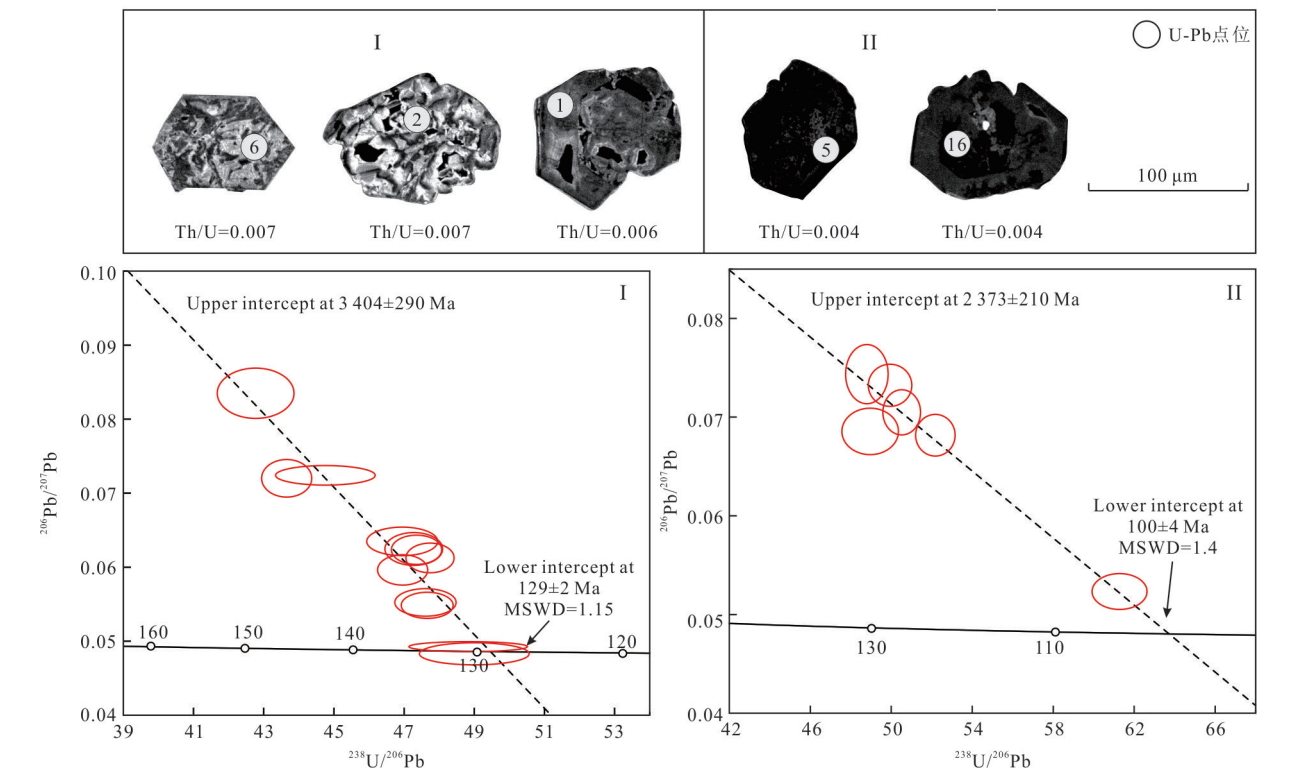 I
II
U-Pb点位
6
2
1
5
16
100 μm
Th/U=0.007
Th/U=0.007
Th/U=0.006
Th/U=0.004
Th/U=0.004
0.10
0.09
0.08
0.07
0.06
0.05
0.04
²⁰⁶Pb/²⁰⁷Pb
Upper intercept at 3 404±290 Ma
I
Lower intercept at
129±2 Ma
MSWD=1.15
160
150
140
130
120
39
41
43
45
47
49
51
53
²³⁸U/²⁰⁶Pb
0.08
0.07
0.06
0.05
0.04
²⁰⁶Pb/²⁰⁷Pb
Upper intercept at 2 373±210 Ma
II
Lower intercept at
100±4 Ma
MSWD=1.4
130
110
42
46
50
54
58
62
66
²³⁸U/²⁰⁶Pb